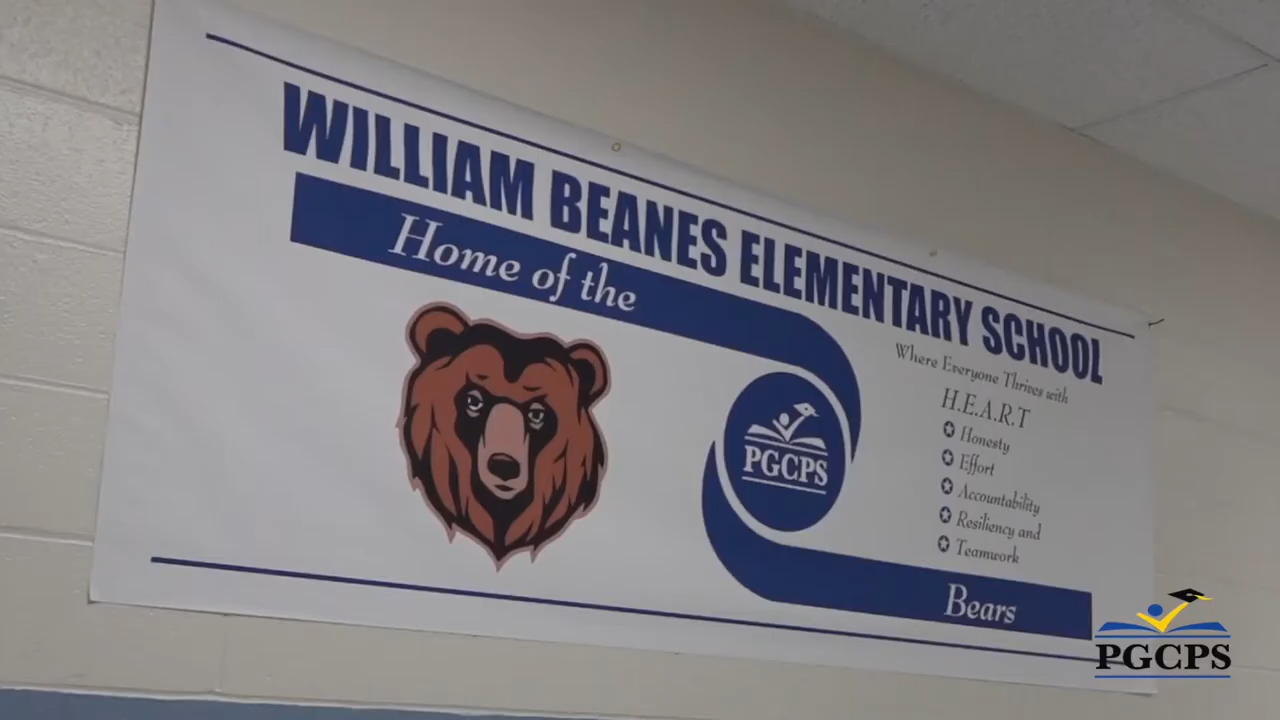 WILLIAM BEANES ELEMENTARY SCHOOL
Home of the
Where Everyone Thrives with
H.E.A.R.T
Honesty
Effort
Accountability
Resiliency and
Teamwork
PGCPS
Bears
PGCPS